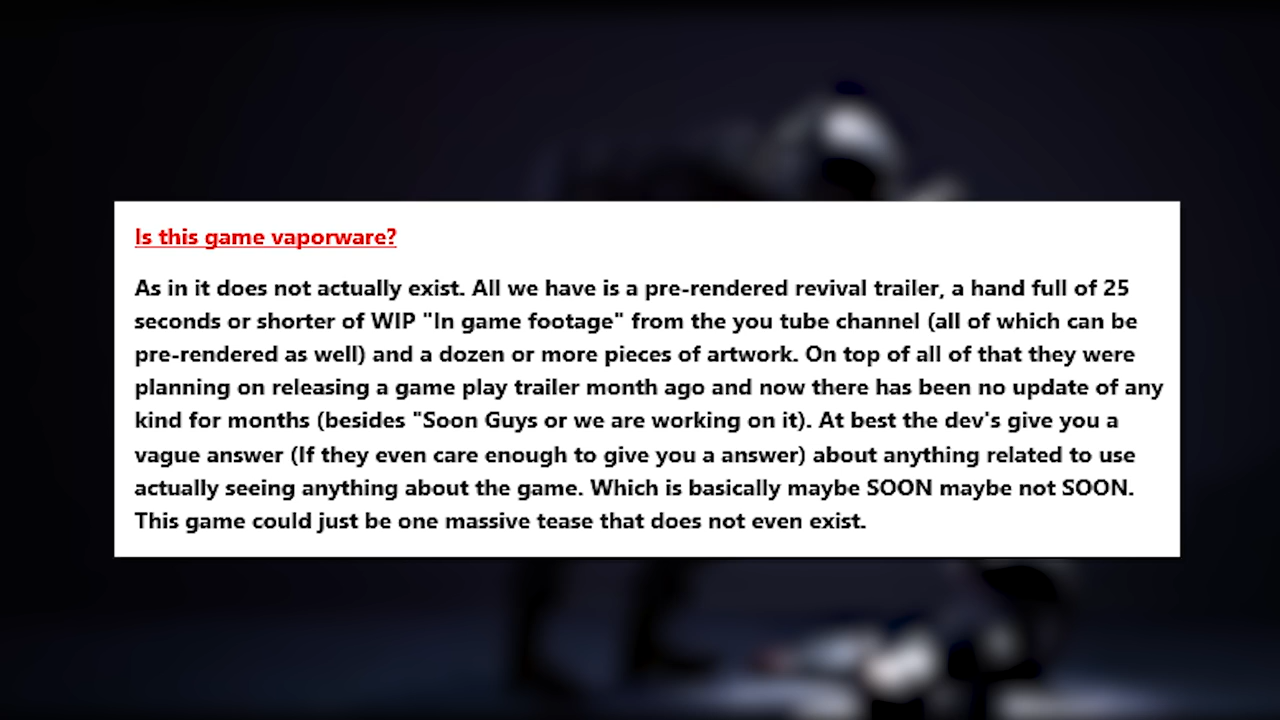 Is this game vaporware?
As in it does not actually exist. All we have is a pre-rendered revival trailer, a hand full of 25
seconds or shorter of WIP "In game footage" from the you tube channel (all of which can be
pre-rendered as well) and a dozen or more pieces of artwork. On top of all of that they were
planning on releasing a game play trailer month ago and now there has been no update of any
kind for months (besides "Soon Guys or we are working on it). At best the dev's give you a
vague answer (If they even care enough to give you a answer) about anything related to use
actually seeing anything about the game. Which is basically maybe SOON maybe not SOON.
This game could just be one massive tease that does not even exist.